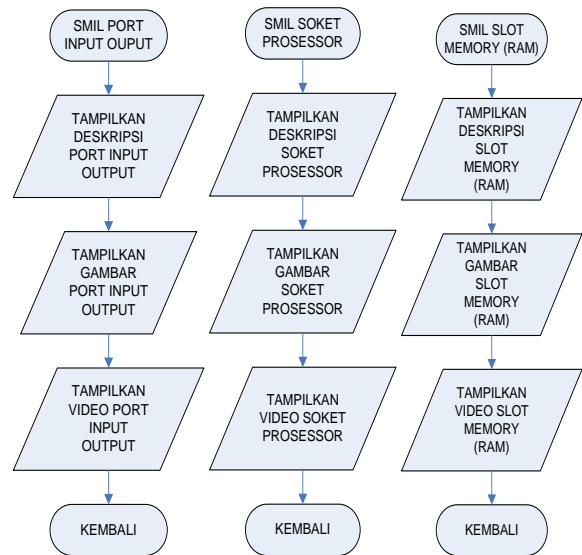 SMIL PORT
INPUT OUPUT
TAMPILKAN
DESKRIPSI
PORT INPUT
OUTPUT
TAMPILKAN
GAMBAR
PORT INPUT
OUTPUT
TAMPILKAN
VIDEO PORT
INPUT
OUTPUT
KEMBALI
SMIL SOKET
PROSESSOR
TAMPILKAN
DESKRIPSI
SOKET
PROSESSOR
TAMPILKAN
GAMBAR
SOKET
PROSESSOR
TAMPILKAN
VIDEO SOKET
PROSESSOR
KEMBALI
SMIL SLOT
MEMORY (RAM)
TAMPILKAN
DESKRIPSI
SLOT
MEMORY
(RAM)
TAMPILKAN
GAMBAR
SLOT
MEMORY
(RAM)
TAMPILKAN
VIDEO SLOT
MEMORY
(RAM)
KEMBALI